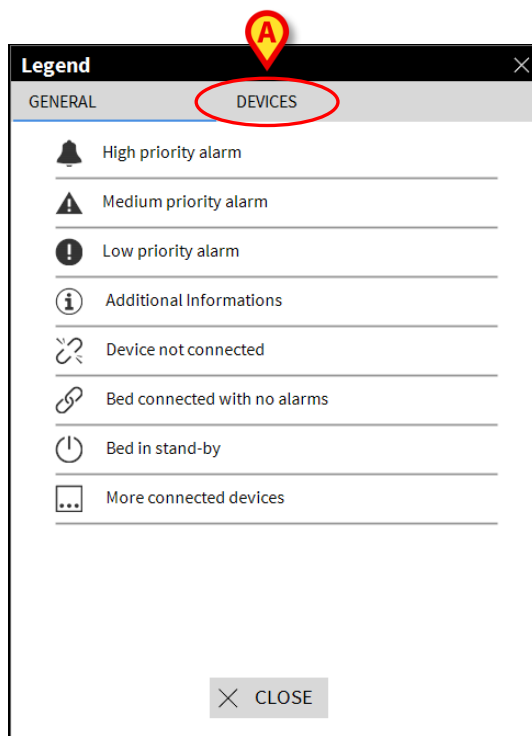 A
Legend
GENERAL DEVICES
High priority alarm
Medium priority alarm
Low priority alarm
Additional Informations
Device not connected
Bed connected with no alarms
Bed in stand-by
More connected devices
CLOSE